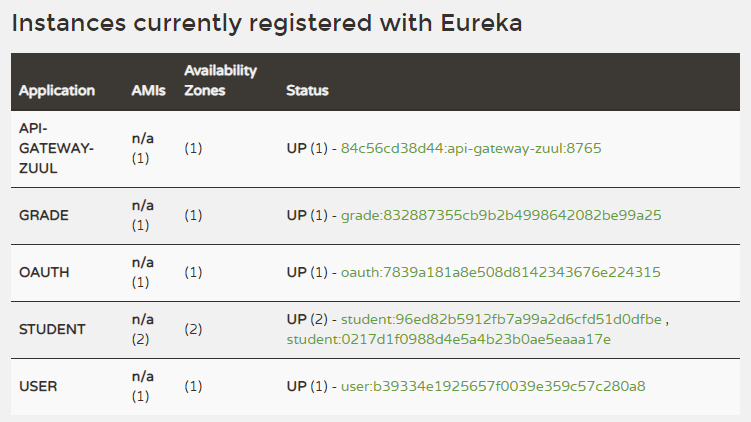 Instances currently registered with Eureka
Application AMIs Availability Zones Status
API-GATEWAY-ZUUL n/a (1) (1) UP (1) - 84c56cd38d44:api-gateway-zuul:8765
GRADE n/a (1) (1) UP (1) - grade:832887355cb9b2b4998642082be99a25
OAUTH n/a (1) (1) UP (1) - oauth:7839a181a8e508d8142343676e224315
STUDENT n/a (2) (2) UP (2) - student:96ed82b5912fb7a99a2d6cfd51d0dfbe ,
student:0217d1f0988d4e5a4b23b0ae5eaaa17e
USER n/a (1) (1) UP (1) - user:b39334e1925657f0039e359c57c280a8